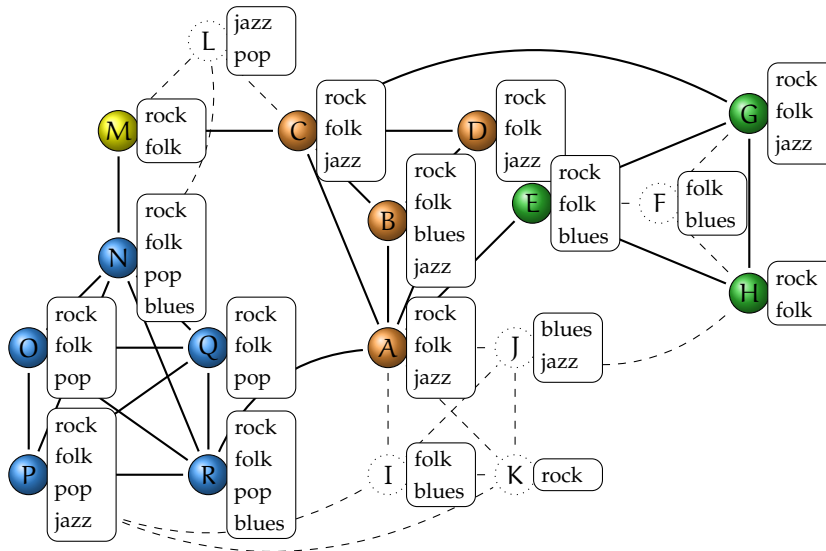 L
jazz
pop
M
rock
folk
C
rock
folk
jazz
D
rock
folk
jazz
G
rock
folk
jazz
B
rock
folk
blues
jazz
E
rock
folk
blues
F
folk
blues
N
rock
folk
pop
blues
H
rock
folk
O
rock
folk
pop
Q
rock
folk
pop
A
rock
folk
jazz
J
blues
jazz
P
rock
folk
pop
jazz
R
rock
folk
pop
blues
I
folk
blues
K
rock